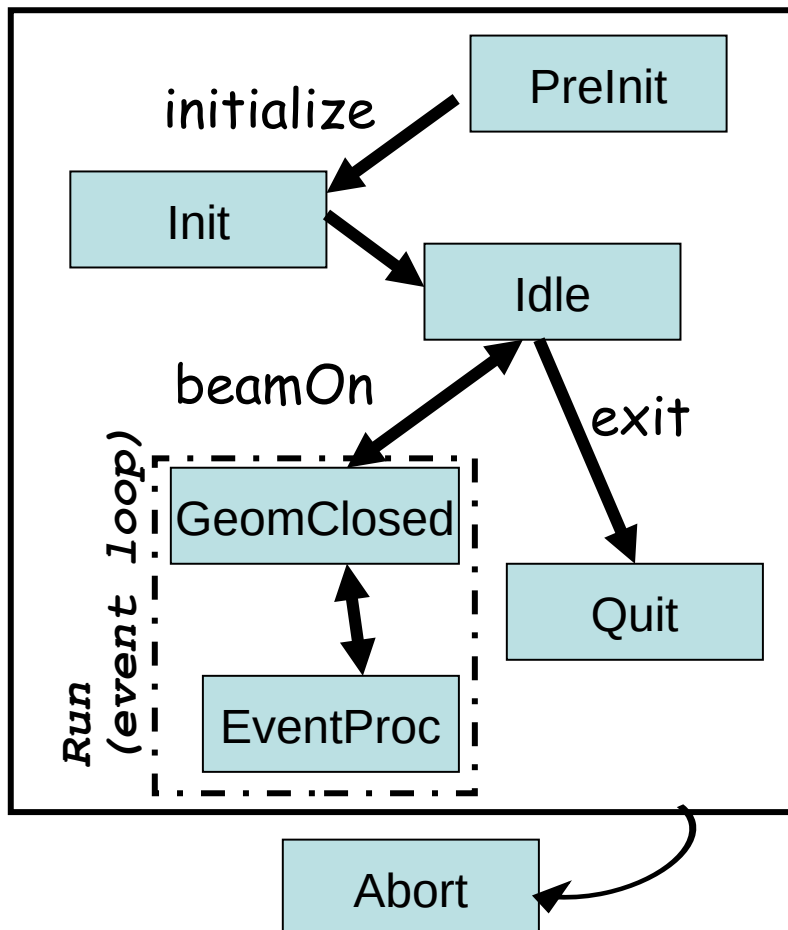 PreInit
initialize
Init
Idle
beamOn
exit
Run
(event loop)
GeomClosed
Quit
EventProc
Abort